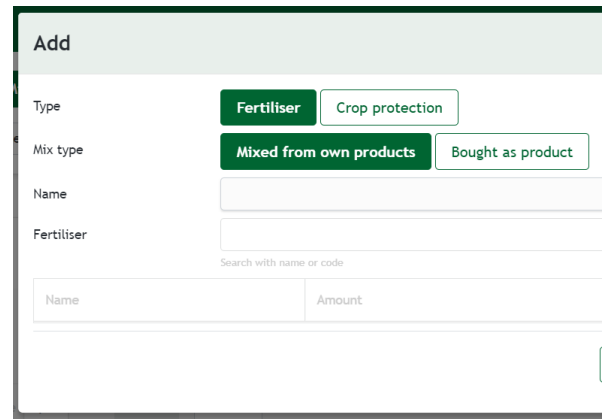 Add
Type Fertiliser Crop protection
Mix type Mixed from own products Bought as product
Name
Fertiliser
Search with name or code
Name Amount